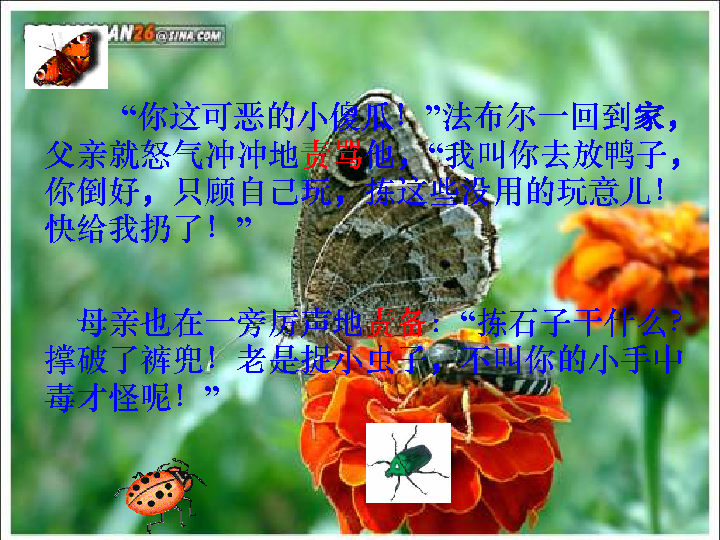 26@SINA.COM
“你这可恶的小傻瓜！”法布尔一回到家，
父亲就怒气冲冲地责骂他，“我叫你去放鸭子，
你倒好，只顾自己玩，拣这些没用的玩意儿！
快给我扔了！”
母亲也在一旁厉声地责备：“拣石子干什么？
撑破了裤兜！老是捉小虫子，不叫你的小手中
毒才怪呢！”